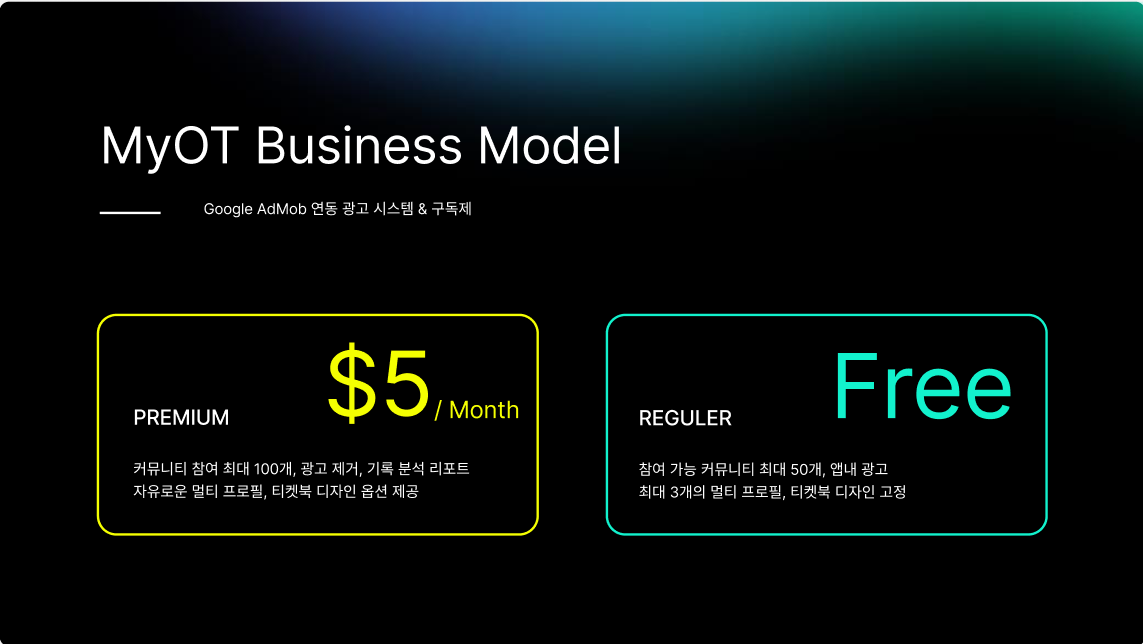 MyOT Business Model
Google AdMob 연동 광고 시스템 & 구독제
$5 / Month
PREMIUM
커뮤니티 참여 최대 100개, 광고 제거, 기록 분석 리포트
자유로운 멀티 프로필, 티켓북 디자인 옵션 제공
Free
REGULER
참여 가능 커뮤니티 최대 50개, 앱내 광고
최대 3개의 멀티 프로필, 티켓북 디자인 고정